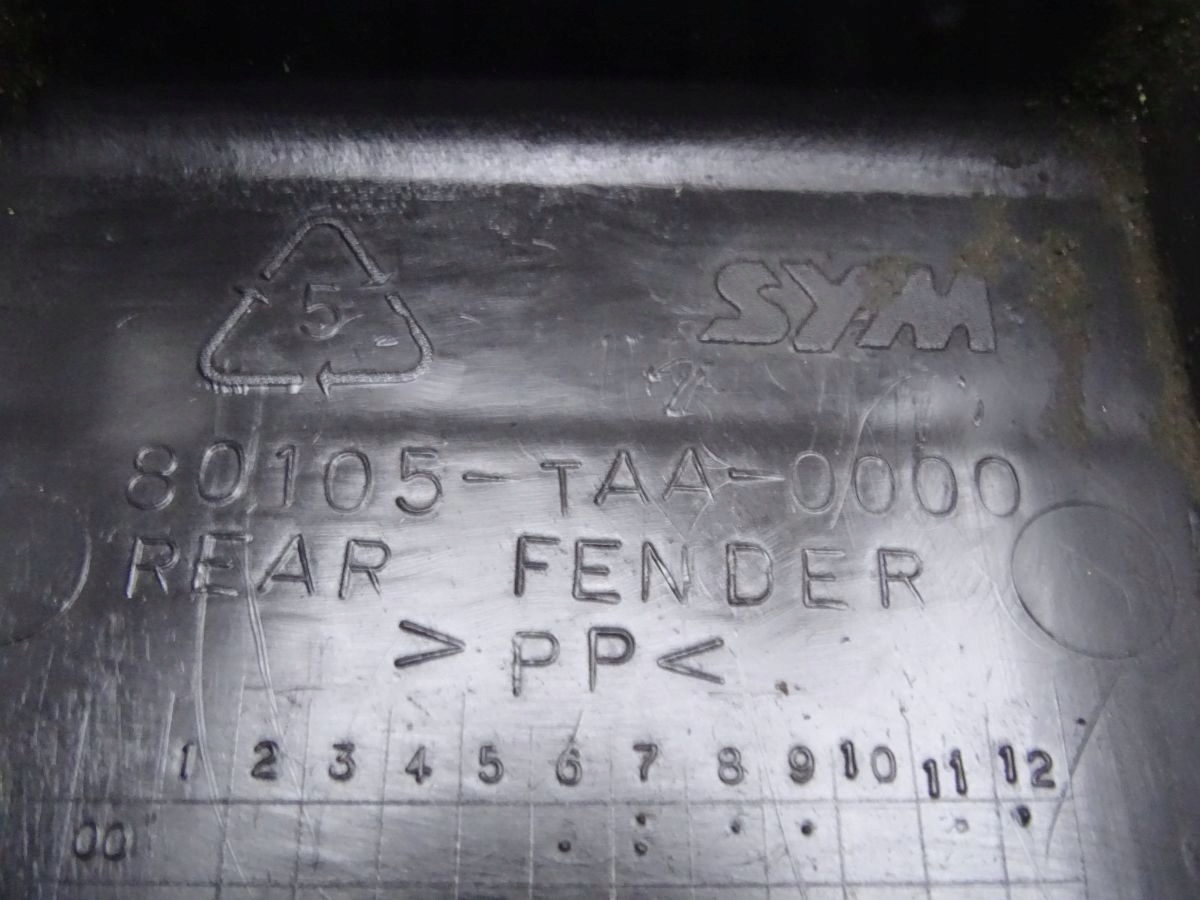 5
SYM
2
80105-TAA-0000
REAR FENDER
>PP<
1 2 3 4 5 6 7 8 9 10 11 12
00